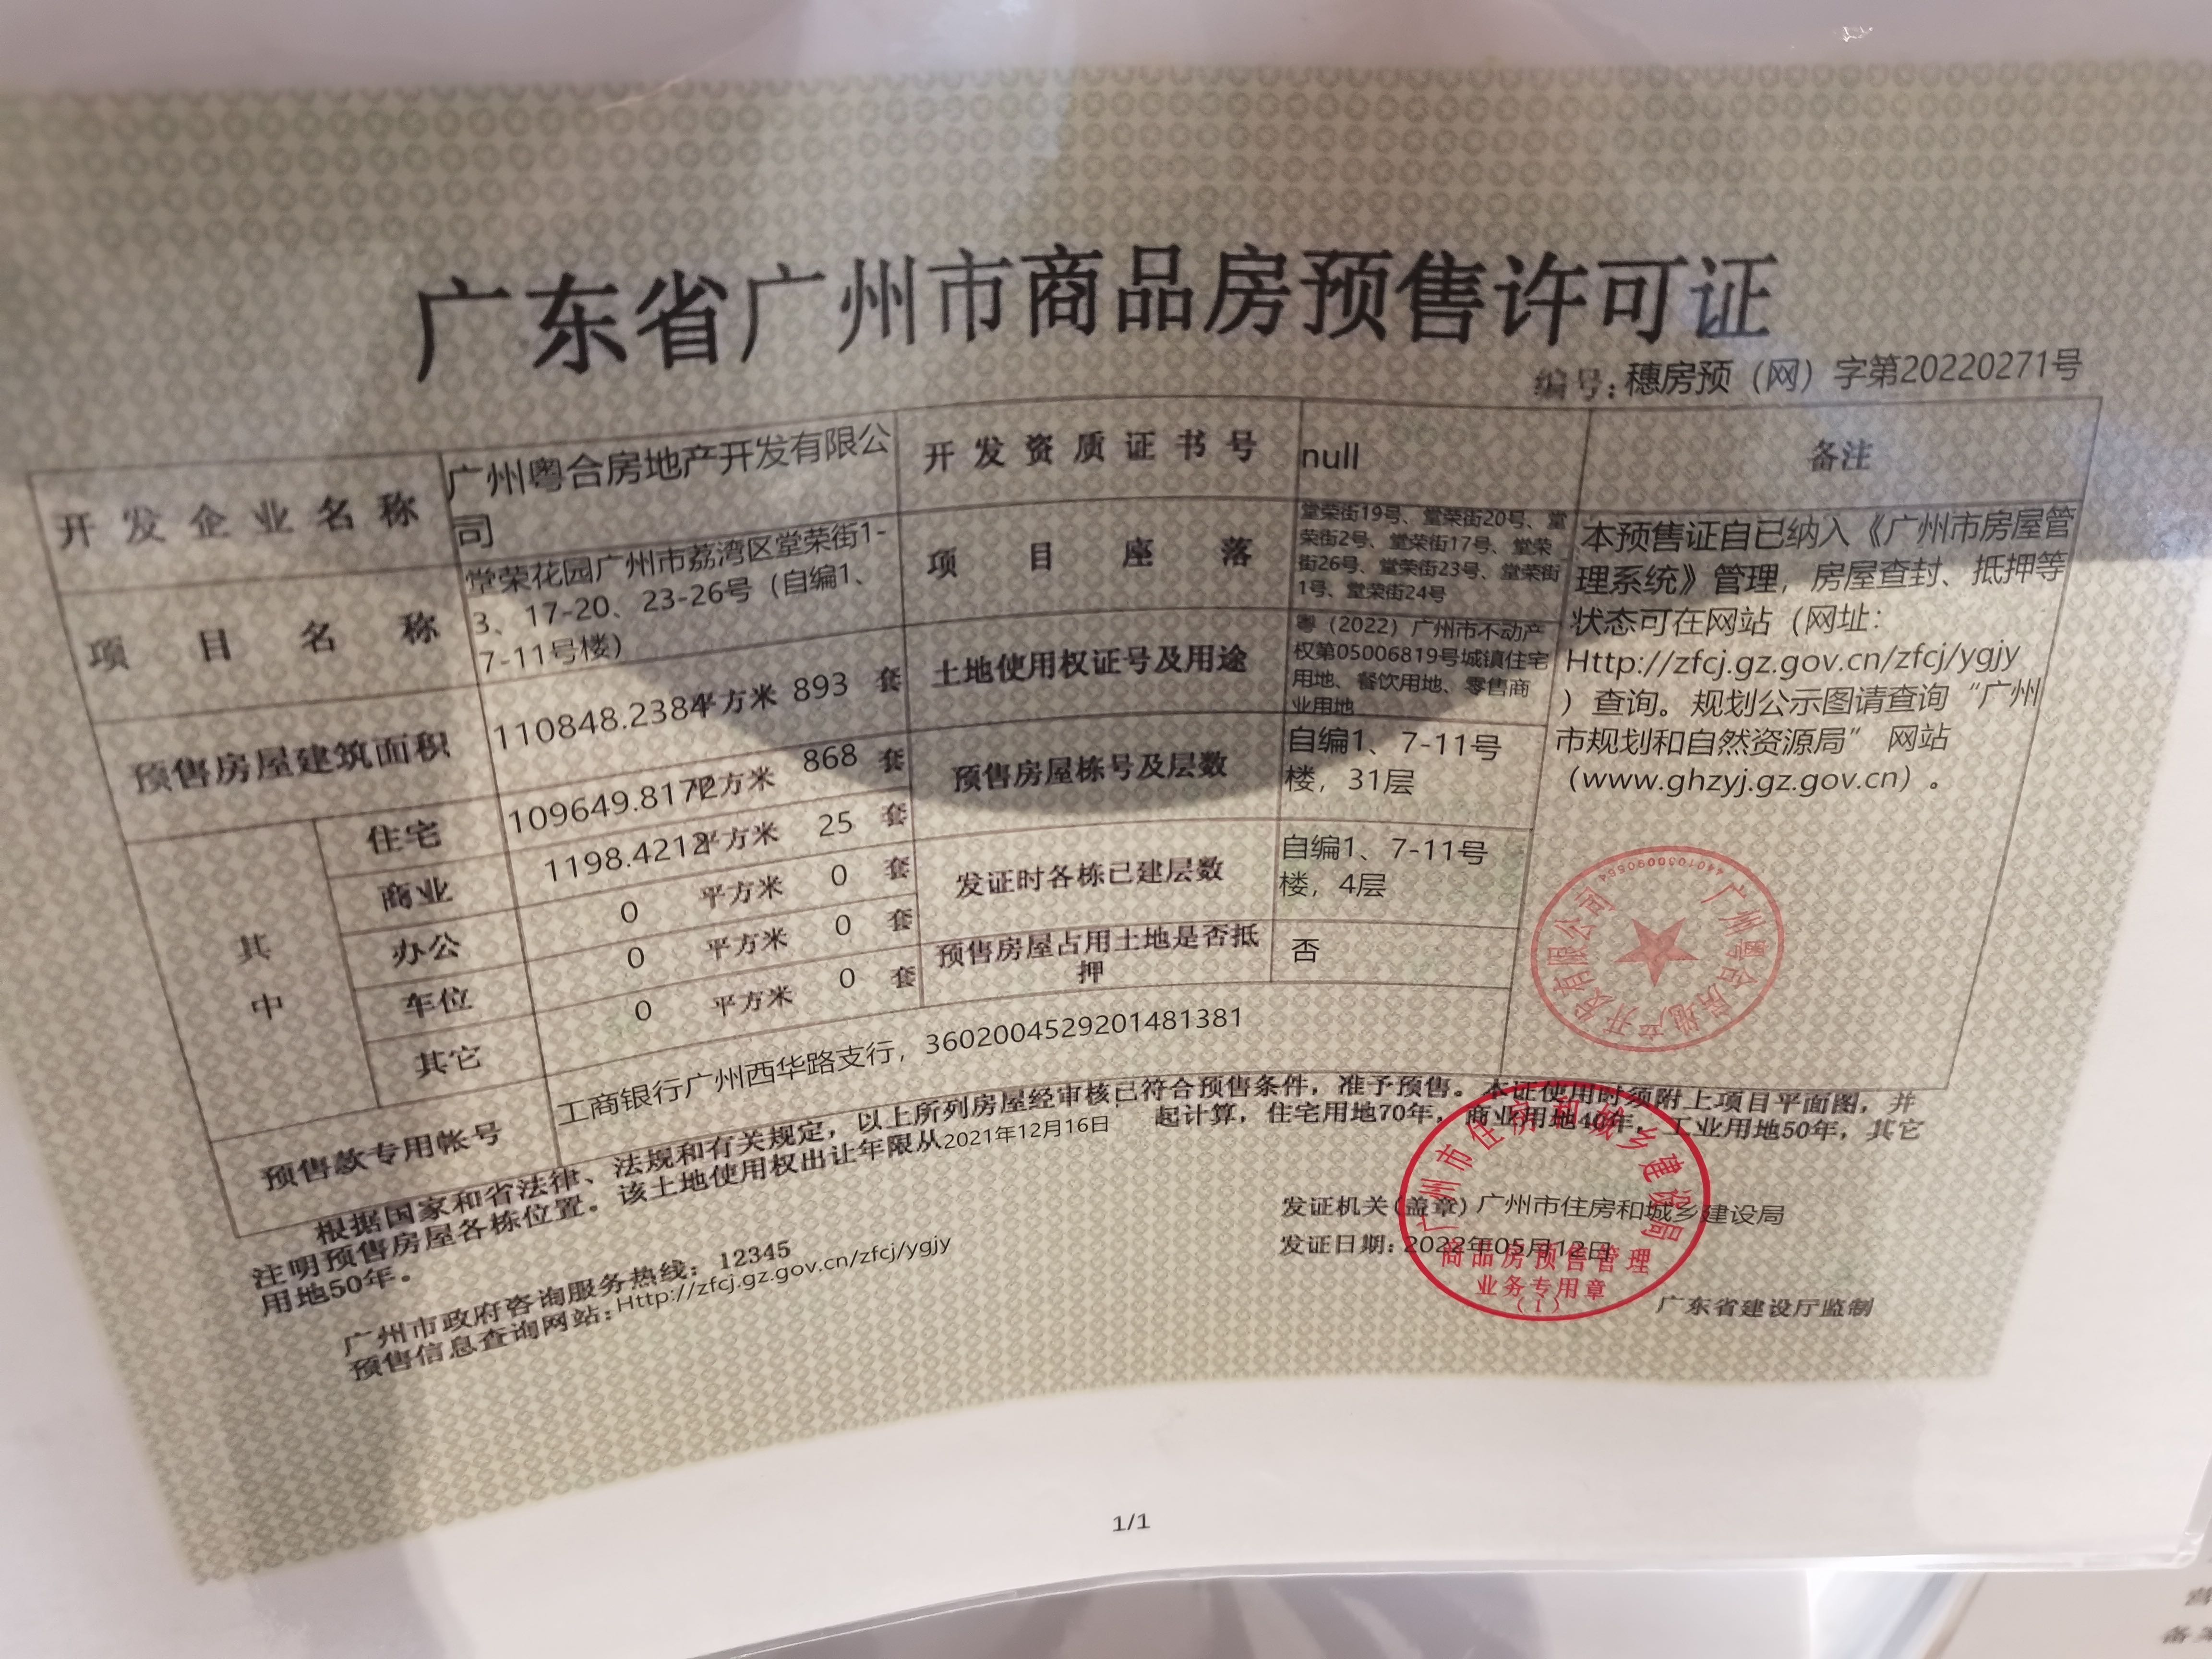 广东省广州市商品房预售许可证
编号：穗房预（网）字第20220271号
开发企业名称
广州粤合房地产开发有限公
司
开发资质证书号
null
备注
项目名称
堂荣花园广州市荔湾区堂荣街1-
3、17-20、23-26号（自编1、
7-11号楼）
项目座落
堂荣街19号、堂荣街20号、堂
荣街2号、堂荣街17号、堂荣
街26号、堂荣街23号、堂荣街
1号、堂荣街24号
本预售证自已纳入《广州市房屋管
理系统》管理，房屋查封、抵押等
状态可在网站（网址：
Http://zfcj.gz.gov.cn/zfcj/ygjy
）查询。规划公示图请查询“广州
市规划和自然资源局” 网站
（www.ghzyj.gz.gov.cn）。
预售房屋建筑面积
110848.2384平方米 893 套
土地使用权证号及用途
粤（2022）广州市不动产
权第05006819号城镇住宅
用地、餐饮用地、零售商
业用地
其中
住宅
109649.8172平方米 868 套
预售房屋栋号及层数
自编1、7-11号
楼，31层
商业
1198.4212平方米 25 套
办公
0 平方米 0 套
发证时各栋已建层数
自编1、7-11号
楼，4层
车位
0 平方米 0 套
其它
0 平方米 0 套
预售房屋占用土地是否抵
押
否
预售款专用帐号
工商银行广州西华路支行，3602004529201481381
广州粤合房地产开发有限公司
根据国家和省法律、法规和有关规定，以上所列房屋经审核已符合预售条件，准予预售。本证使用时须附上项目平面图，并
注明预售房屋各栋位置。该土地使用权出让年限从2021年12月16日 起计算，住宅用地70年，商业用地40年，工业用地50年，其它
用地50年。
发证机关(盖章) 广州市住房和城乡建设局
发证日期：2022年05月12日
广州市住房和城乡建设局
商品房预售管理
业务专用章
（1）
广州市政府咨询服务热线：12345
预售信息查询网站：Http://zfcj.gz.gov.cn/zfcj/ygjy
广东省建设厅监制
1/1